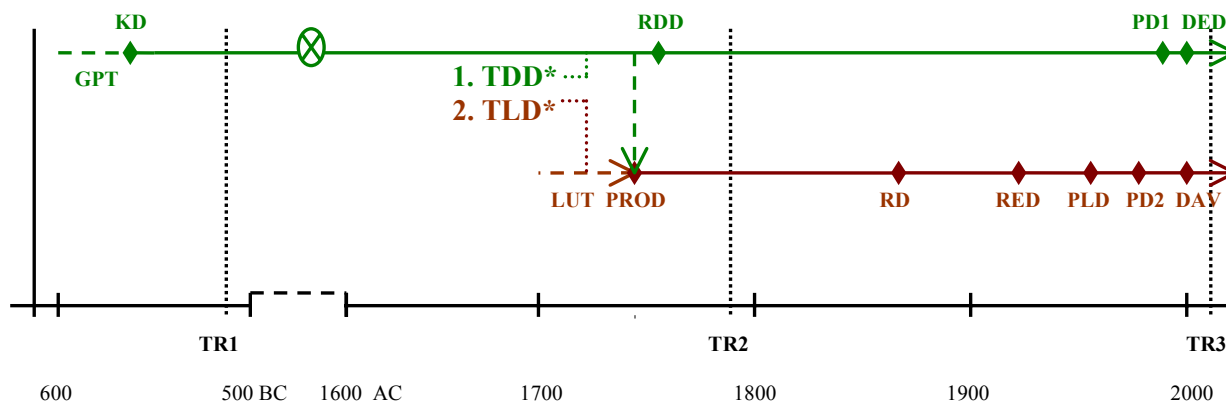 KD RDD PD1 DED
GPT
1. TDD*
2. TLD*
LUT PROD RD RED PLD PD2 DAV
TR1 TR2 TR3
600 500 BC 1600 AC 1700 1800 1900 2000